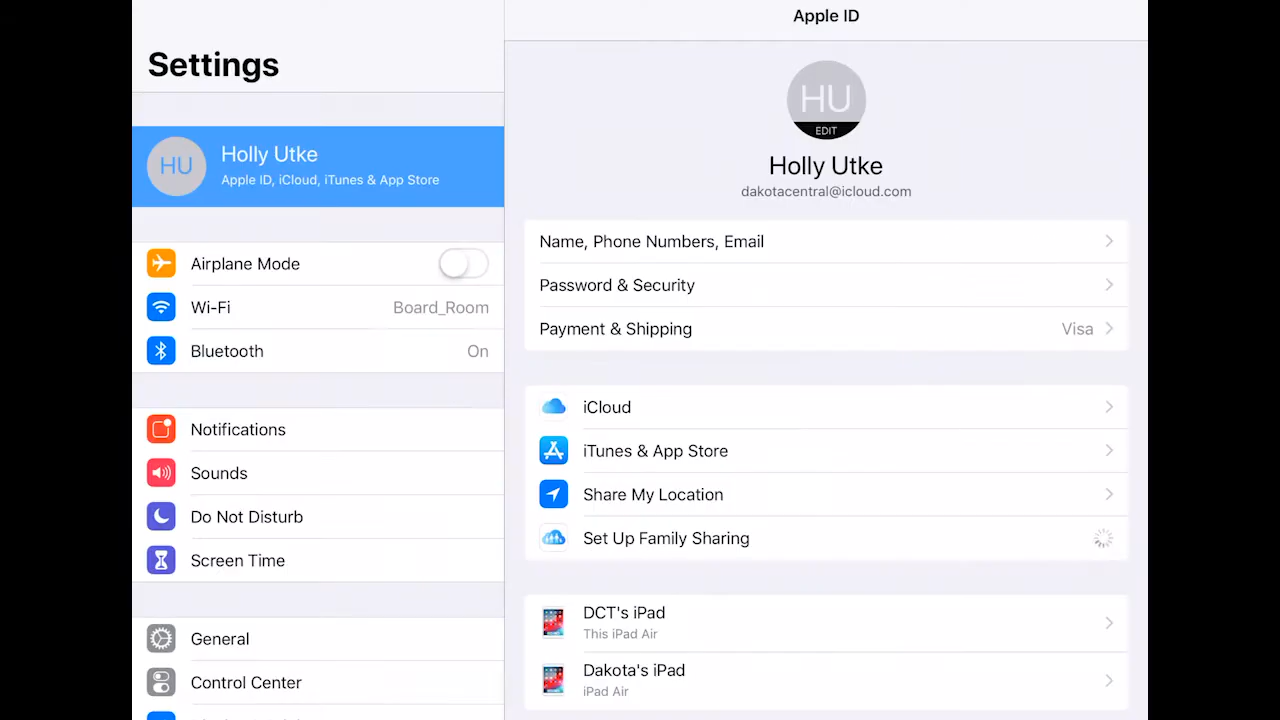 Settings
HU
Holly Utke
Apple ID, iCloud, iTunes & App Store
Airplane Mode
Wi-Fi Board_Room
Bluetooth On
Notifications
Sounds
Do Not Disturb
Screen Time
General
Control Center
Apple ID
HU
EDIT
Holly Utke
dakotacentral@icloud.com
Name, Phone Numbers, Email
Password & Security
Payment & Shipping Visa
iCloud
iTunes & App Store
Share My Location
Set Up Family Sharing
DCT's iPad
This iPad Air
Dakota's iPad
iPad Air